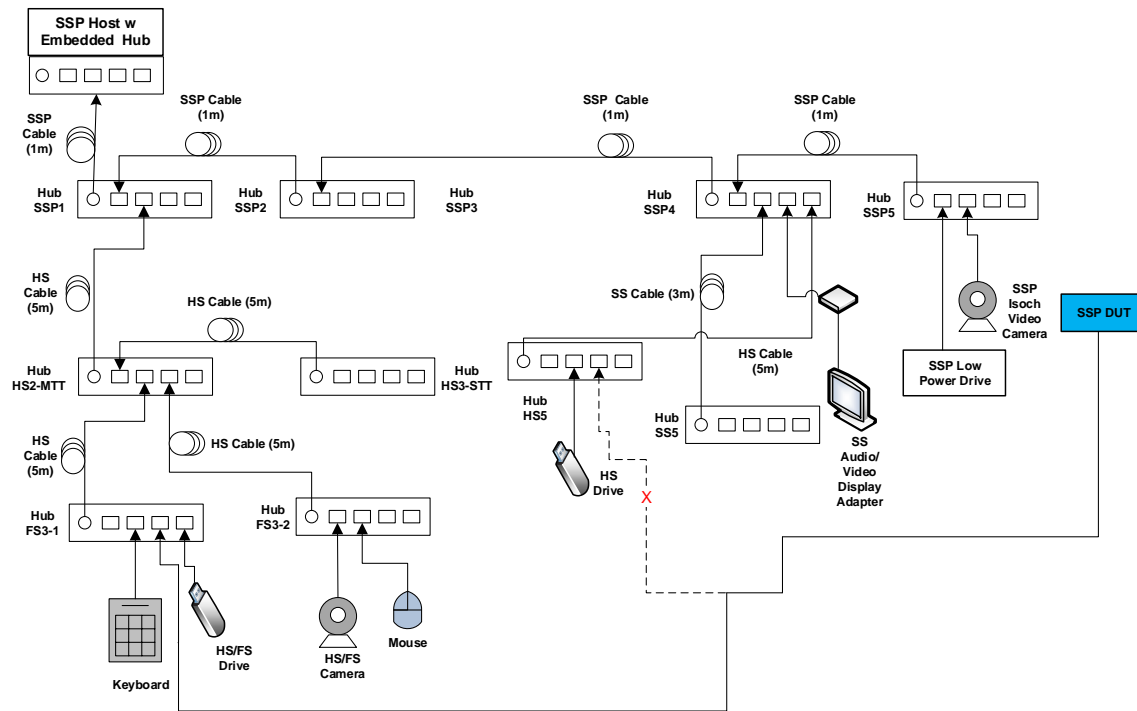 SSP Host w
Embedded Hub
SSP
Cable
(1m)
SSP Cable
(1m)
SSP  Cable
(1m)
SSP Cable
(1m)
Hub
SSP1
Hub
SSP2
Hub
SSP3
Hub
SSP4
Hub
SSP5
HS
Cable
(5m)
HS Cable (5m)
SS Cable (3m)
SSP
Isoch
Video
Camera
SSP DUT
Hub
HS2-MTT
Hub
HS3-STT
Hub
HS5
HS Cable
(5m)
SSP Low
Power Drive
HS
Cable
(5m)
HS Cable (5m)
HS
Drive
Hub
SS5
SS
Audio/
Video
Display
Adapter
X
Hub
FS3-1
Hub
FS3-2
Keyboard
HS/FS
Drive
HS/FS
Camera
Mouse